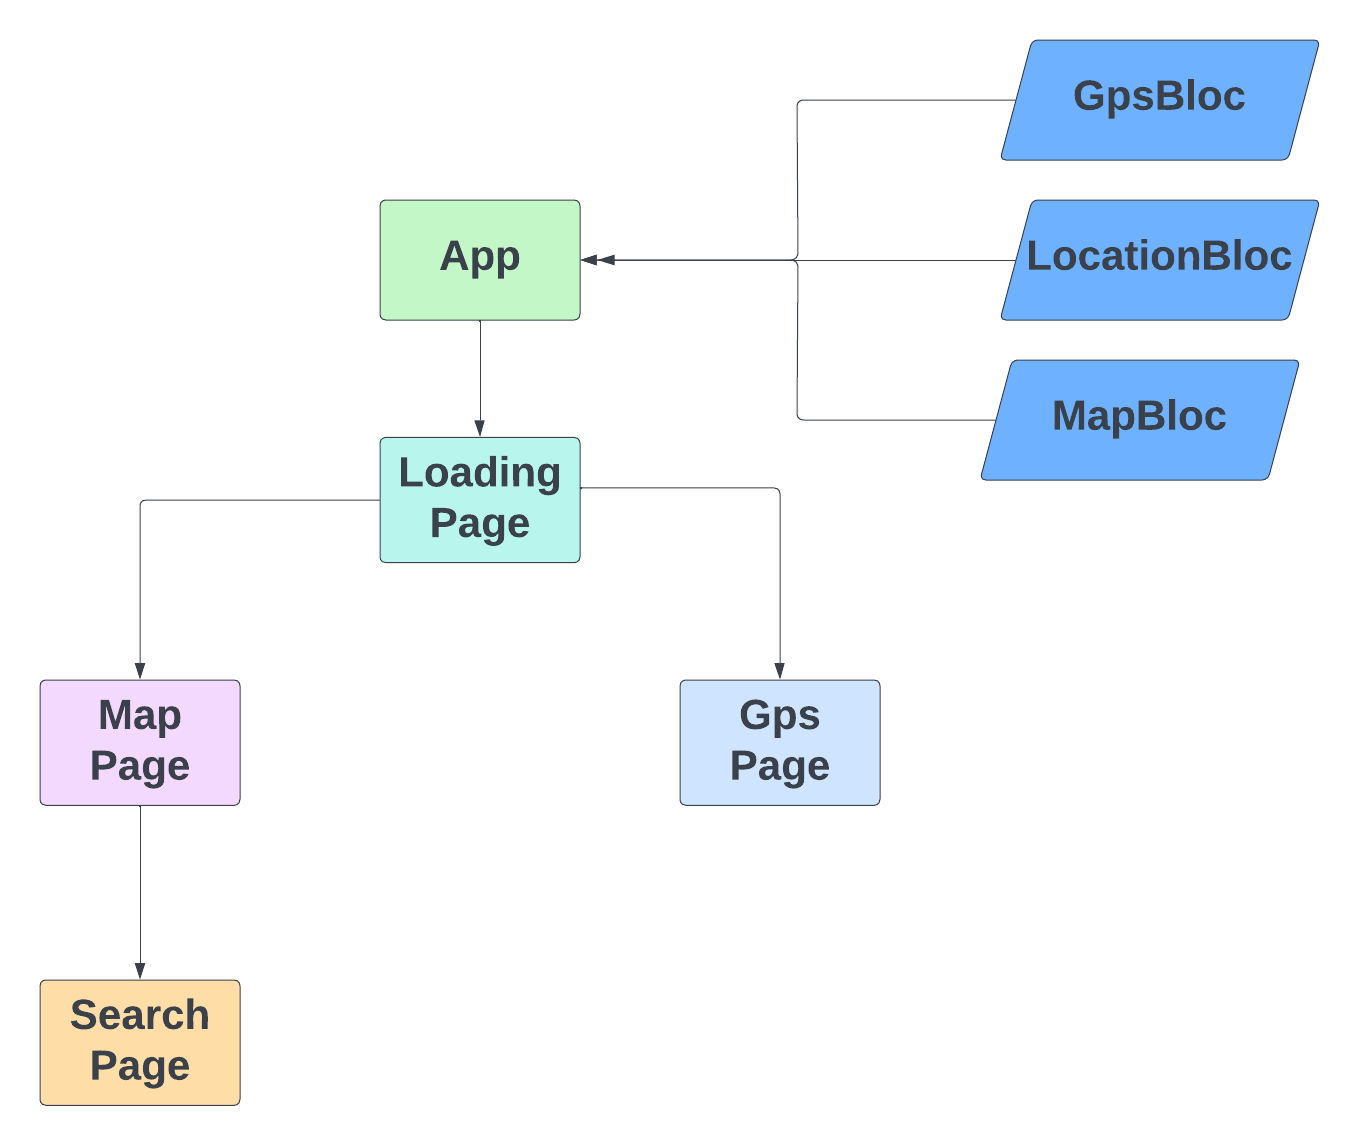 GpsBloc
App
LocationBloc
MapBloc
Loading
Page
Map
Page
Gps
Page
Search
Page